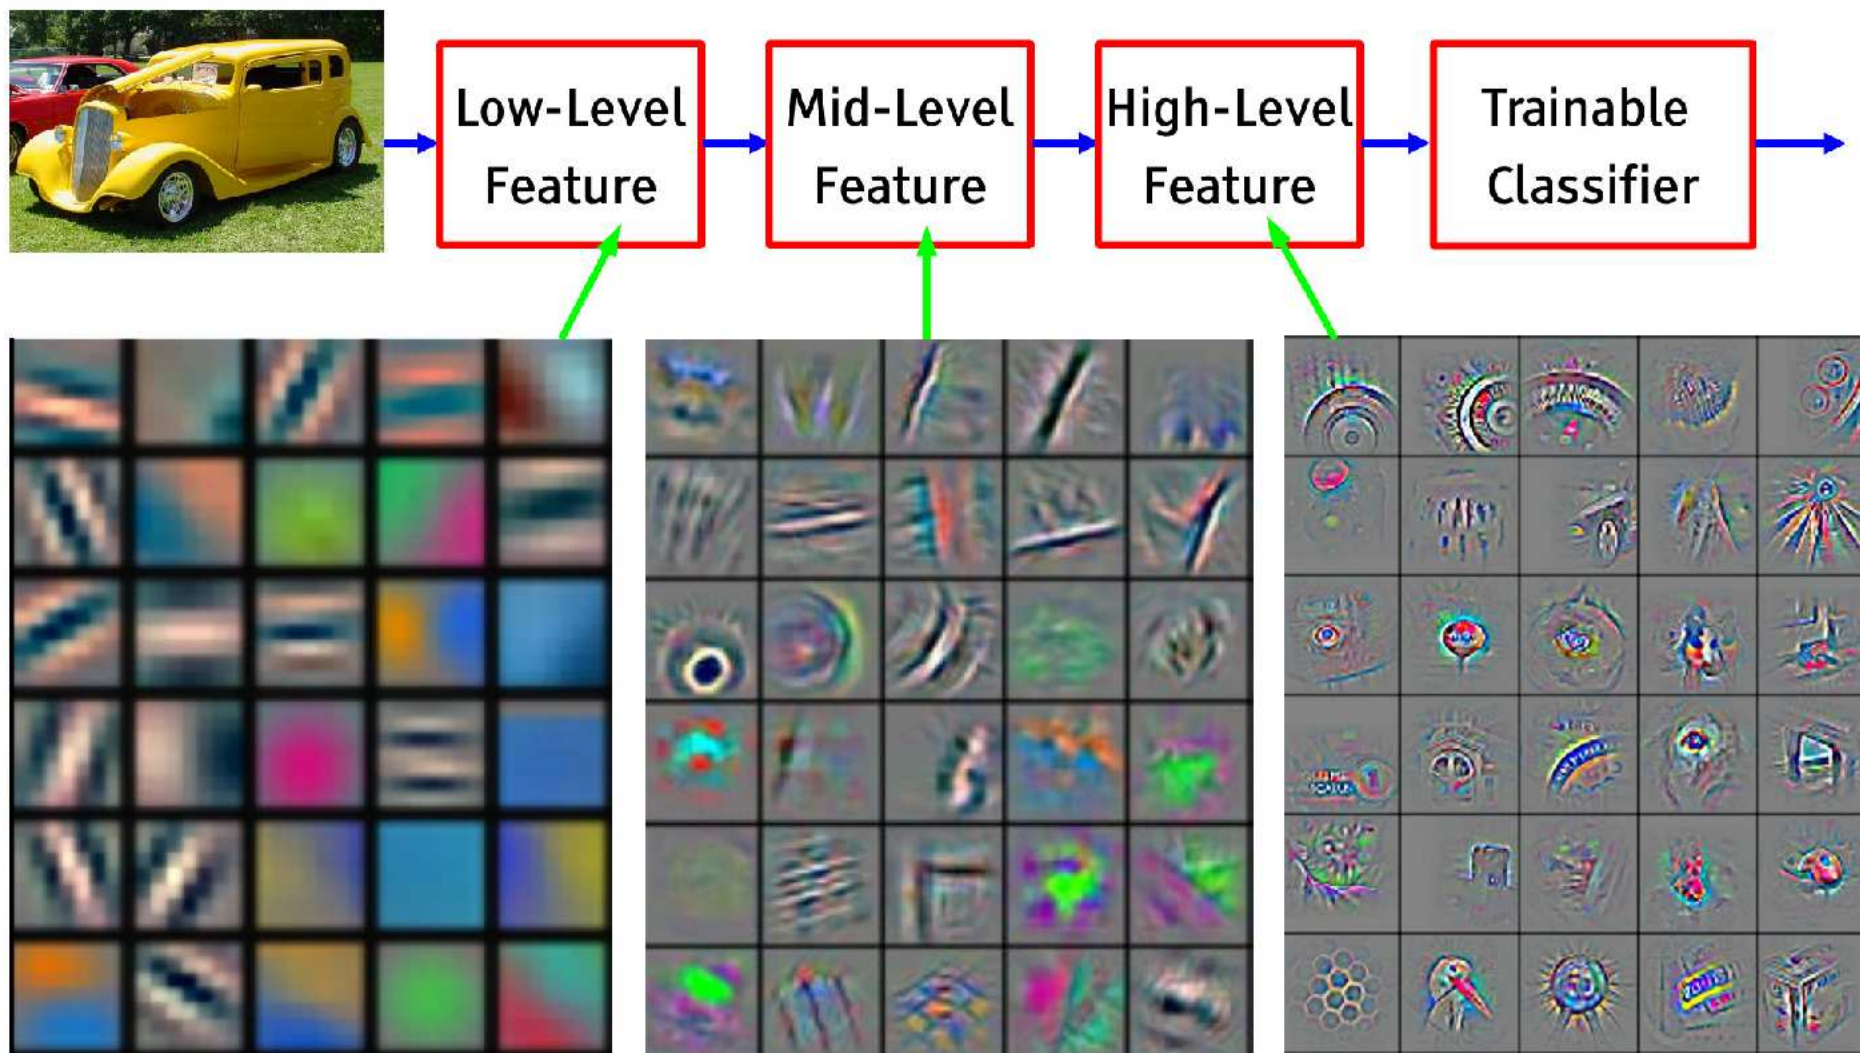 Low-Level
Feature
Mid-Level
Feature
High-Level
Feature
Trainable
Classifier